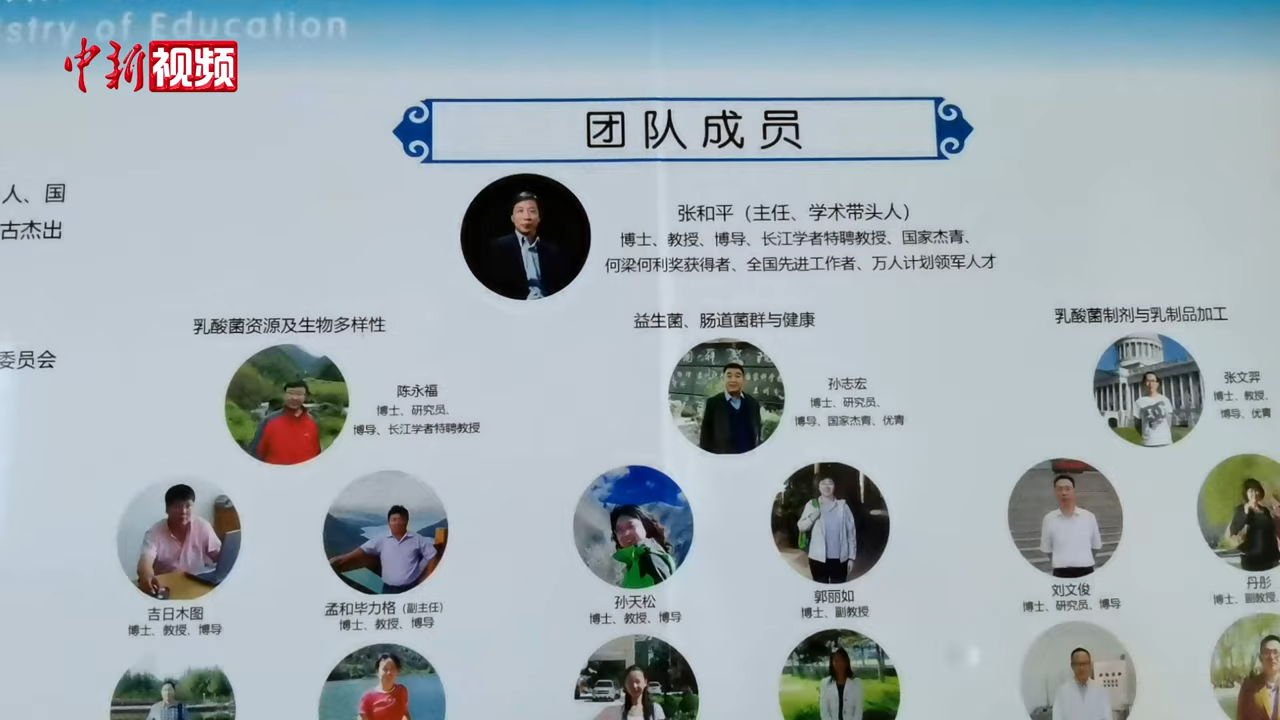 istry of Education
中新视频
团队成员
人、国
古杰出
委员会
张和平（主任、学术带头人）
博士、教授、博导、长江学者特聘教授、国家杰青、
何梁何利奖获得者、全国先进工作者、万人计划领军人才
乳酸菌资源及生物多样性
陈永福
博士、研究员、
博导、长江学者特聘教授
吉日木图
博士、教授、博导
孟和毕力格（副主任）
博士、教授、博导
益生菌、肠道菌群与健康
孙志宏
博士、研究员、
博导、国家杰青、优青
孙天松
博士、教授、博导
郭丽如
博士、副教授
乳酸菌制剂与乳制品加工
张文羿
博士、教授、
博导、优青
刘文俊
博士、研究员、博导
丹彤
博士、副教授、